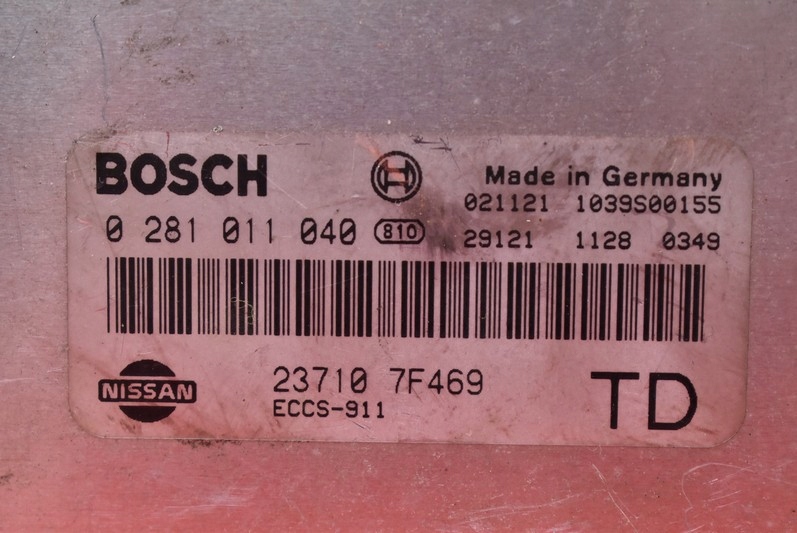 BOSCH
Made in Germany
021121 1039S00155
0 281 011 040 810
29121 1128 0349
NISSAN
23710 7F469
ECCS-911
TD